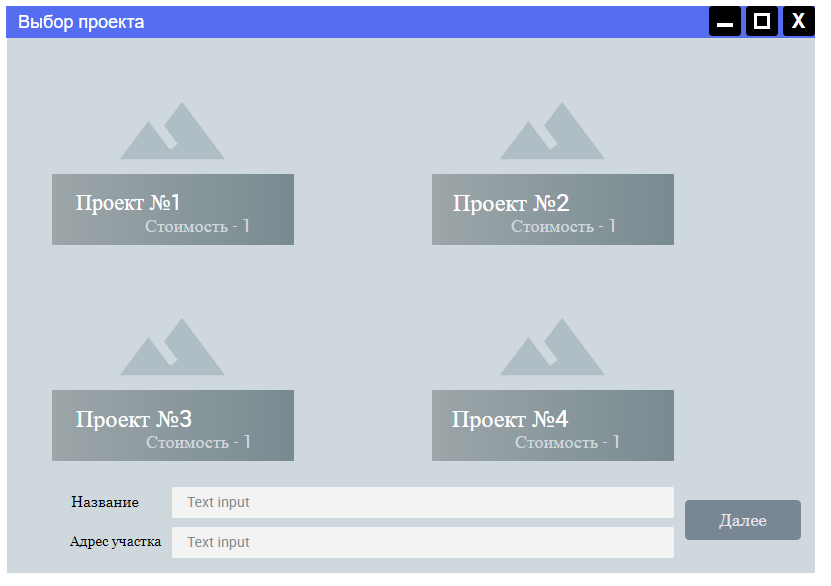 Выбор проекта
X
Проект №1
Стоимость - 1
Проект №2
Стоимость - 1
Проект №3
Стоимость - 1
Проект №4
Стоимость - 1
Название
Text input
Адрес участка
Text input
Далее